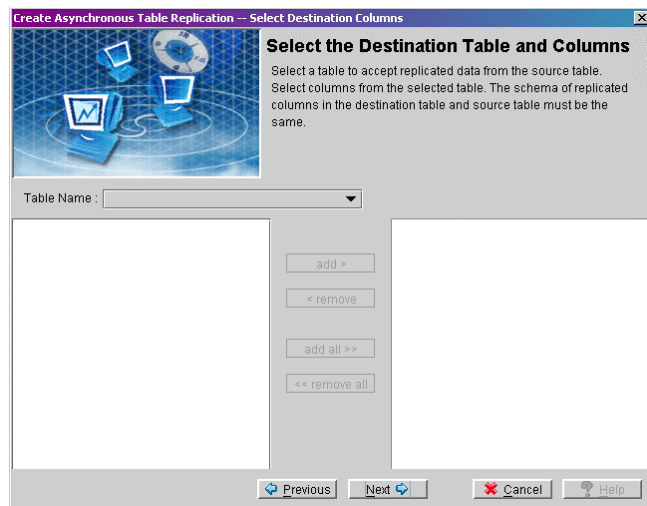 Create Asynchronous Table Replication -- Select Destination Columns
Select the Destination Table and Columns
Select a table to accept replicated data from the source table.
Select columns from the selected table. The schema of replicated
columns in the destination table and source table must be the
same.
Table Name :
add >
< remove
add all >>
<< remove all
Previous Next Cancel Help